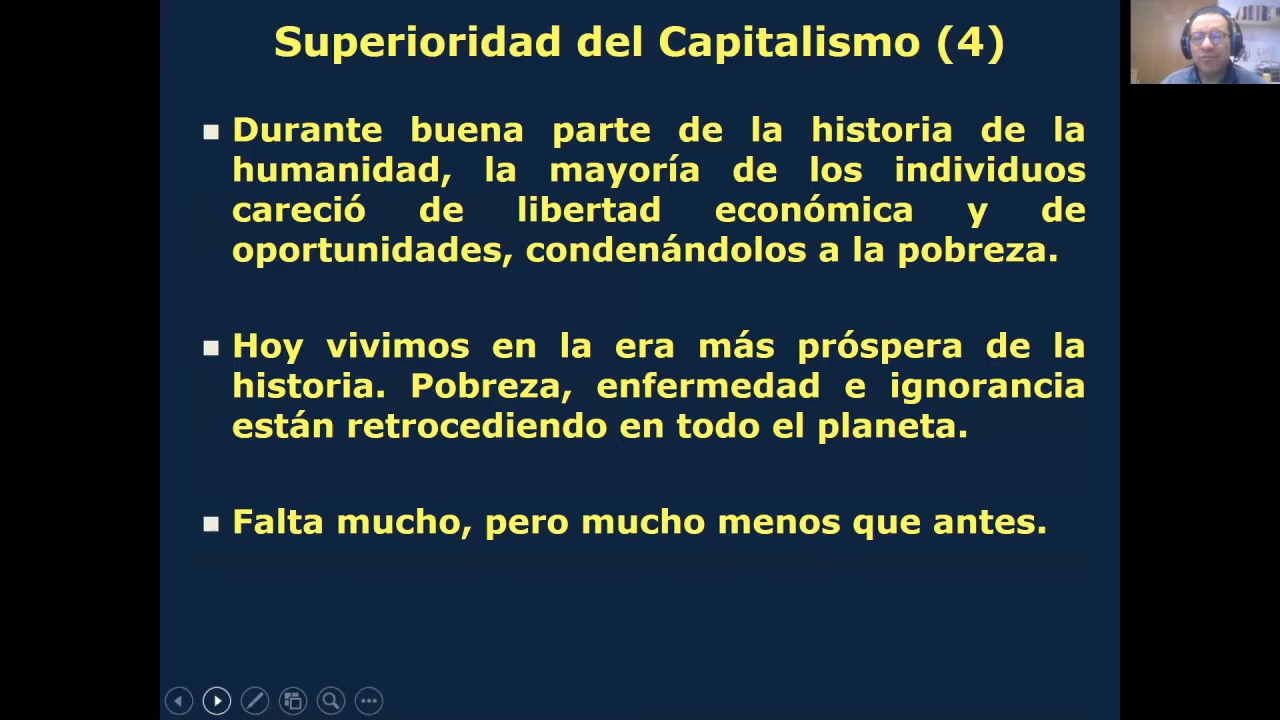 Superioridad del Capitalismo (4)
Durante buena parte de la historia de la
humanidad, la mayoría de los individuos
careció de libertad económica y de
oportunidades, condenándolos a la pobreza.
Hoy vivimos en la era más próspera de la
historia. Pobreza, enfermedad e ignorancia
están retrocediendo en todo el planeta.
Falta mucho, pero mucho menos que antes.